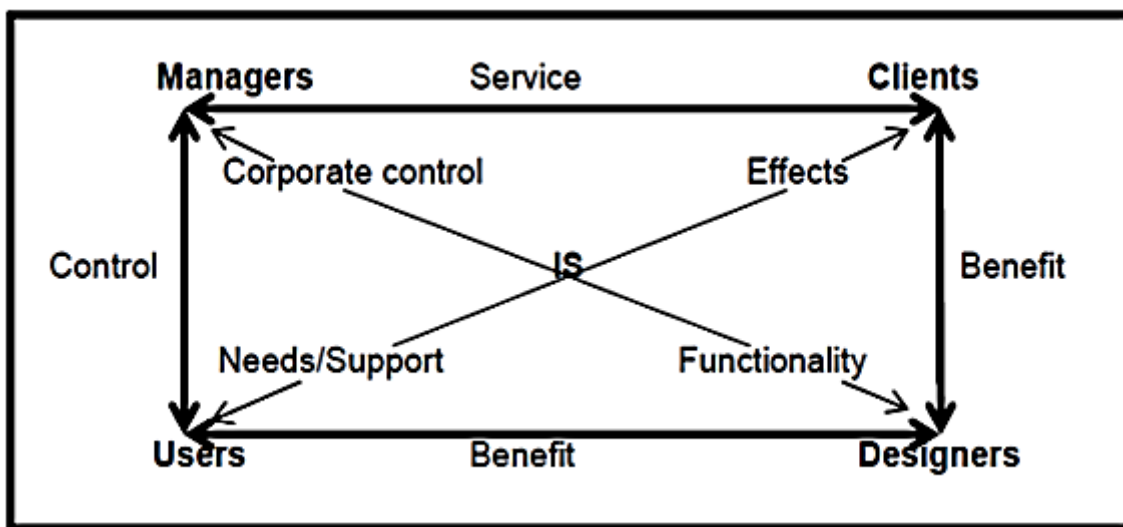 Managers Service Clients
Corporate control Effects
Control IS Benefit
Needs/Support Functionality
Users Benefit Designers